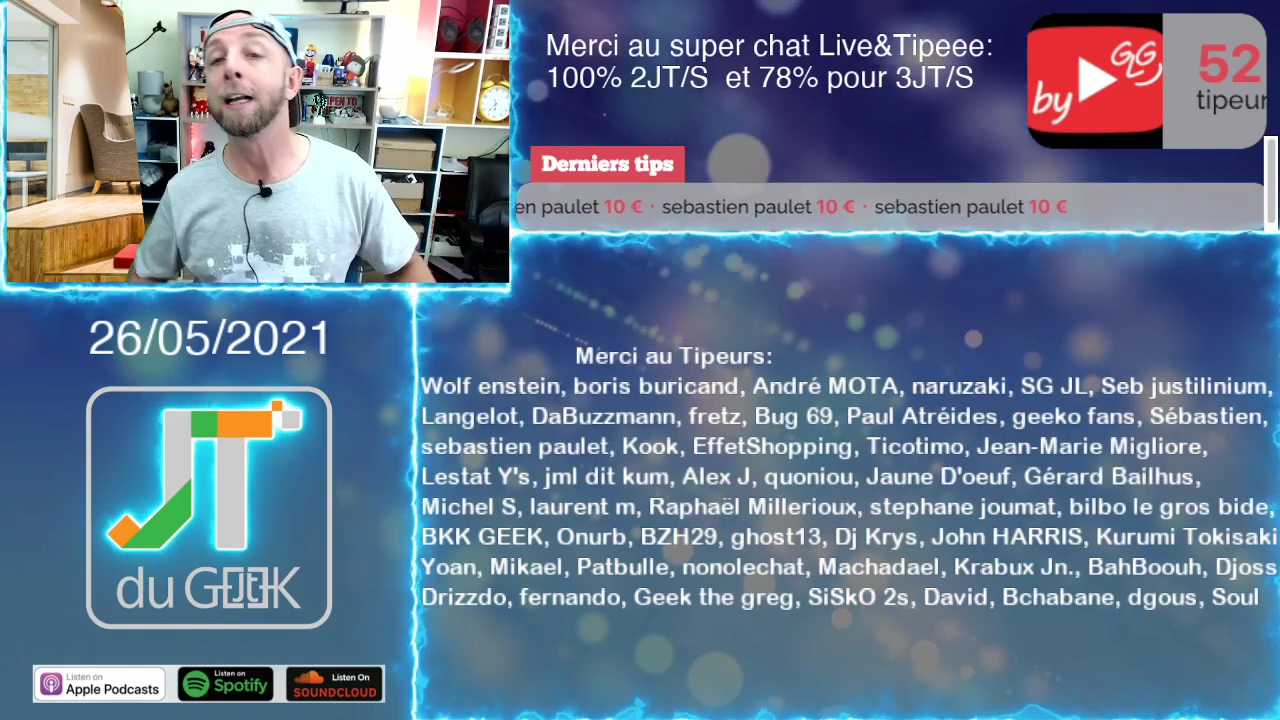 Merci au super chat Live&Tipeee:
100% 2JT/S et 78% pour 3JT/S
by GLG
52
tipeur
Derniers tips
en paulet 10 € · sebastien paulet 10 € · sebastien paulet 10 €
26/05/2021
JT
du GEEK
Merci au Tipeurs:
Wolf enstein, boris buricand, André MOTA, naruzaki, SG JL, Seb justilinium,
Langelot, DaBuzzmann, fretz, Bug 69, Paul Atréides, geeko fans, Sébastien,
sebastien paulet, Kook, EffetShopping, Ticotimo, Jean-Marie Migliore,
Lestat Y's, jml dit kum, Alex J, quoniou, Jaune D'oeuf, Gérard Bailhus,
Michel S, laurent m, Raphaël Millerioux, stephane joumat, bilbo le gros bide,
BKK GEEK, Onurb, BZH29, ghost13, Dj Krys, John HARRIS, Kurumi Tokisaki
Yoan, Mikael, Patbulle, nonolechat, Machadael, Krabux Jn., BahBoouh, Djoss
Drizzdo, fernando, Geek the greg, SiSkO 2s, David, Bchabane, dgous, Soul
Listen on
Apple Podcasts
Listen on
Spotify
Listen On
SOUNDCLOUD